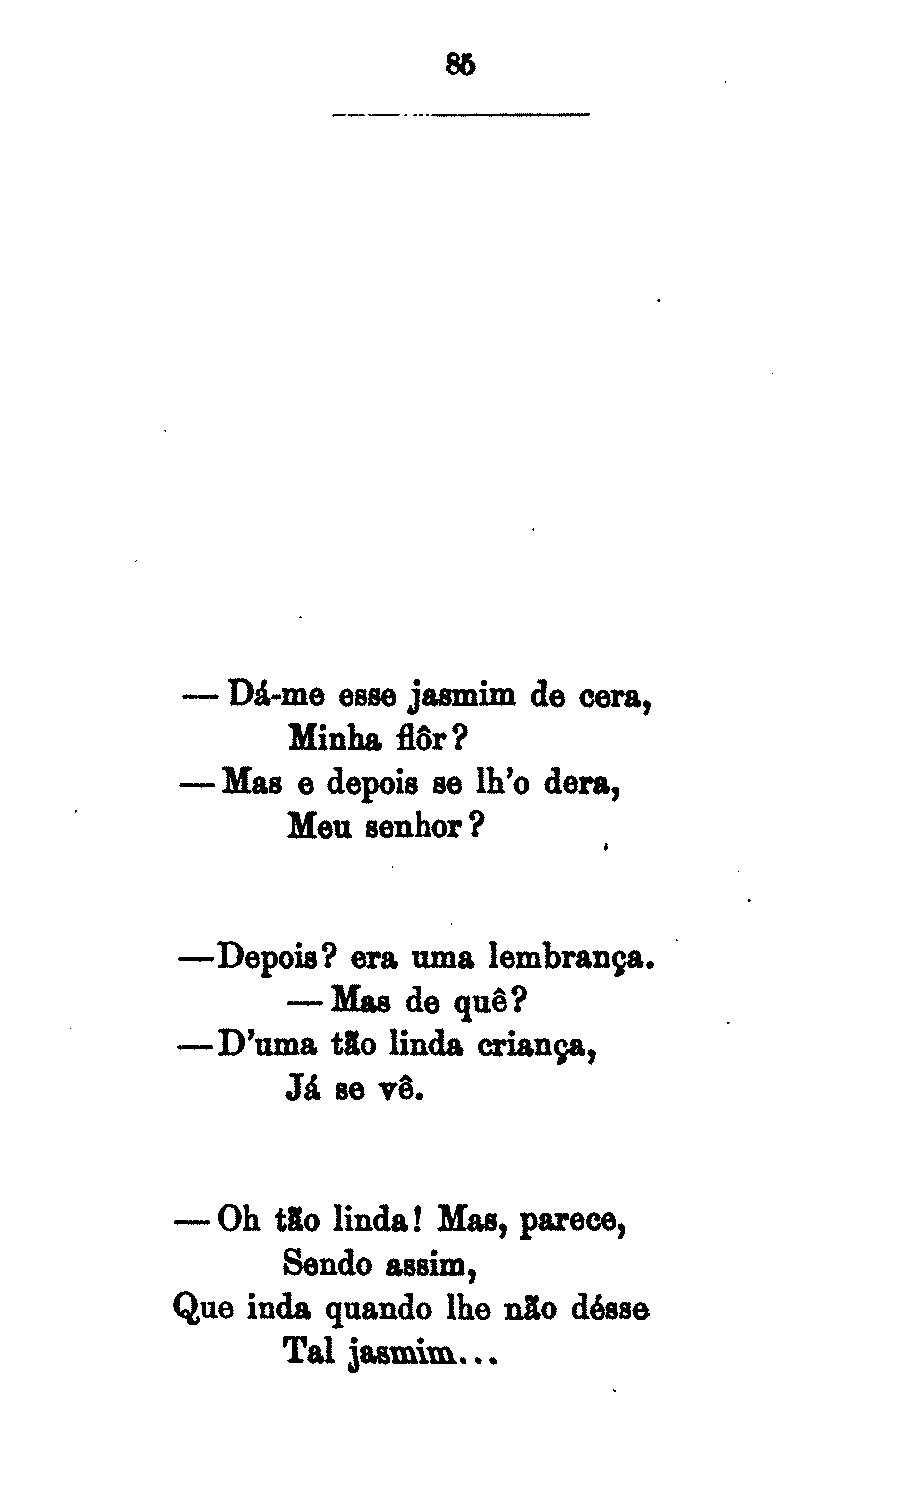 85
— Dá-me esse jasmim de cera,
Minha flôr?
— Mas e depois se lh'o dera,
Meu senhor?
— Depois? era uma lembrança.
— Mas de quê?
— D'uma tão linda criança,
Já se vê.
— Oh tão linda! Mas, parece,
Sendo assim,
Que inda quando lhe não désse
Tal jasmim...